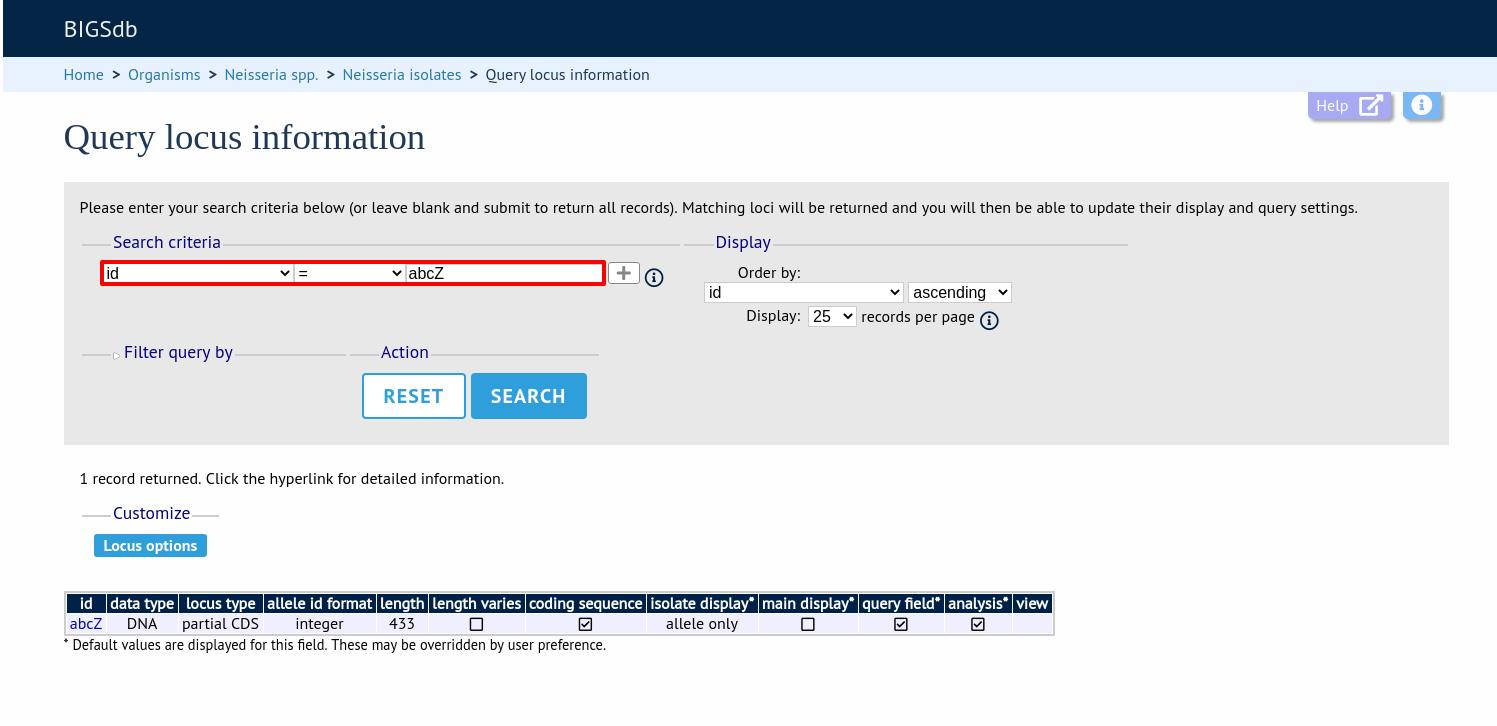 BIGSdb
Home > Organisms > Neisseria spp. > Neisseria isolates > Query locus information
Help
Query locus information
Please enter your search criteria below (or leave blank and submit to return all records). Matching loci will be returned and you will then be able to update their display and query settings.
Search criteria
id = abcZ
Display
Order by:
id ascending
Display: 25 records per page
Filter query by
Action
RESET SEARCH
1 record returned. Click the hyperlink for detailed information.
Customize
Locus options
id data type locus type allele id format length length varies coding sequence isolate display* main display* query field* analysis* view
abcZ DNA partial CDS integer 433 allele only
* Default values are displayed for this field. These may be overridden by user preference.